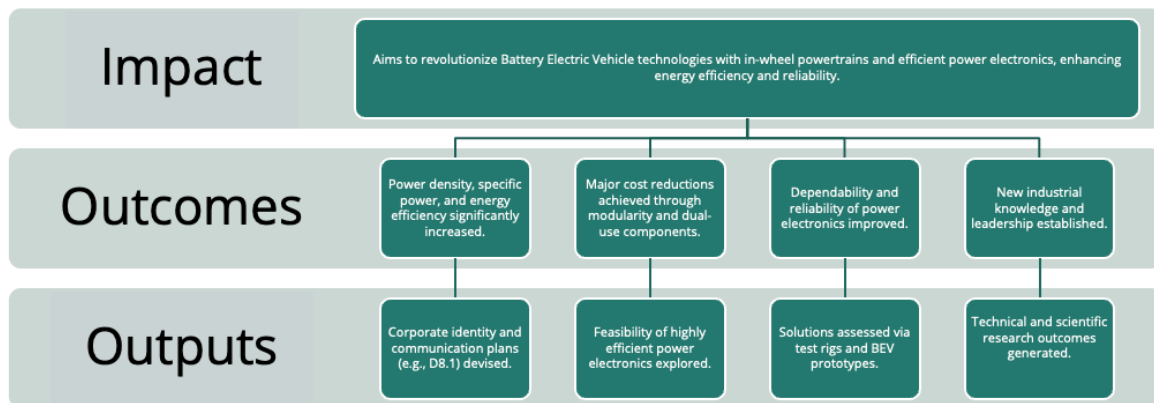 Impact
Aims to revolutionize Battery Electric Vehicle technologies with in-wheel powertrains and efficient power electronics, enhancing
energy efficiency and reliability.
Outcomes
Power density, specific
power, and energy
efficiency significantly
increased.
Major cost reductions
achieved through
modularity and dual-
use components.
Dependability and
reliability of power
electronics improved.
New industrial
knowledge and
leadership established.
Outputs
Corporate identity and
communication plans
(e.g., D8.1) devised.
Feasibility of highly
efficient power
electronics explored.
Solutions assessed via
test rigs and BEV
prototypes.
Technical and scientific
research outcomes
generated.